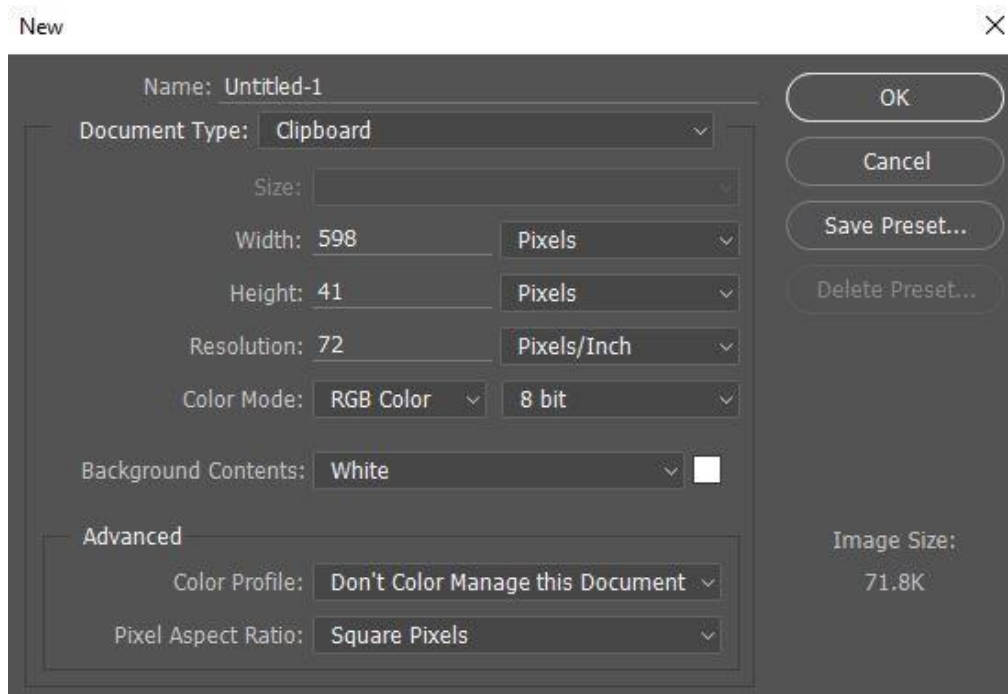 New
Name: Untitled-1
OK
Document Type: Clipboard
Cancel
Size:
Width: 598 Pixels
Save Preset...
Height: 41 Pixels
Delete Preset...
Resolution: 72 Pixels/Inch
Color Mode: RGB Color 8 bit
Background Contents: White
Advanced
Image Size:
Color Profile: Don't Color Manage this Document
71.8K
Pixel Aspect Ratio: Square Pixels